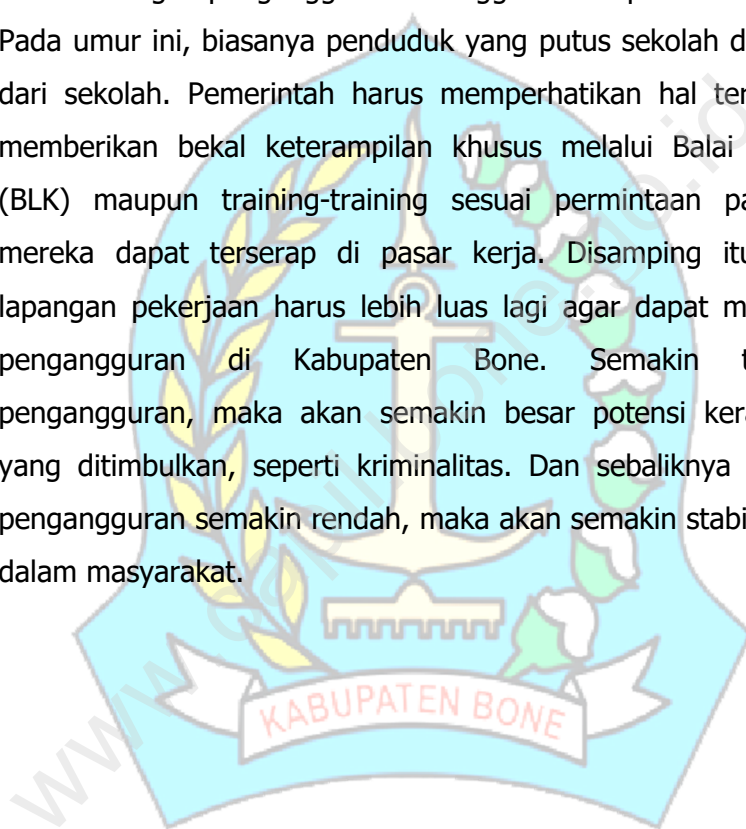 Pada umur ini, biasanya penduduk yang putus sekolah
dari sekolah. Pemerintah harus memperhatikan hal
memberikan bekal keterampilan khusus melalui Balai
(BLK) maupun training-training sesuai permintaan
mereka dapat terserap di pasar kerja. Disamping
lapangan pekerjaan harus lebih luas lagi agar dapat
pengangguran di Kabupaten Bone. Semakin
pengangguran, maka akan semakin besar potensi
yang ditimbulkan, seperti kriminalitas. Dan sebaliknya
pengangguran semakin rendah, maka akan semakin
dalam masyarakat.
KABUPATEN BONE